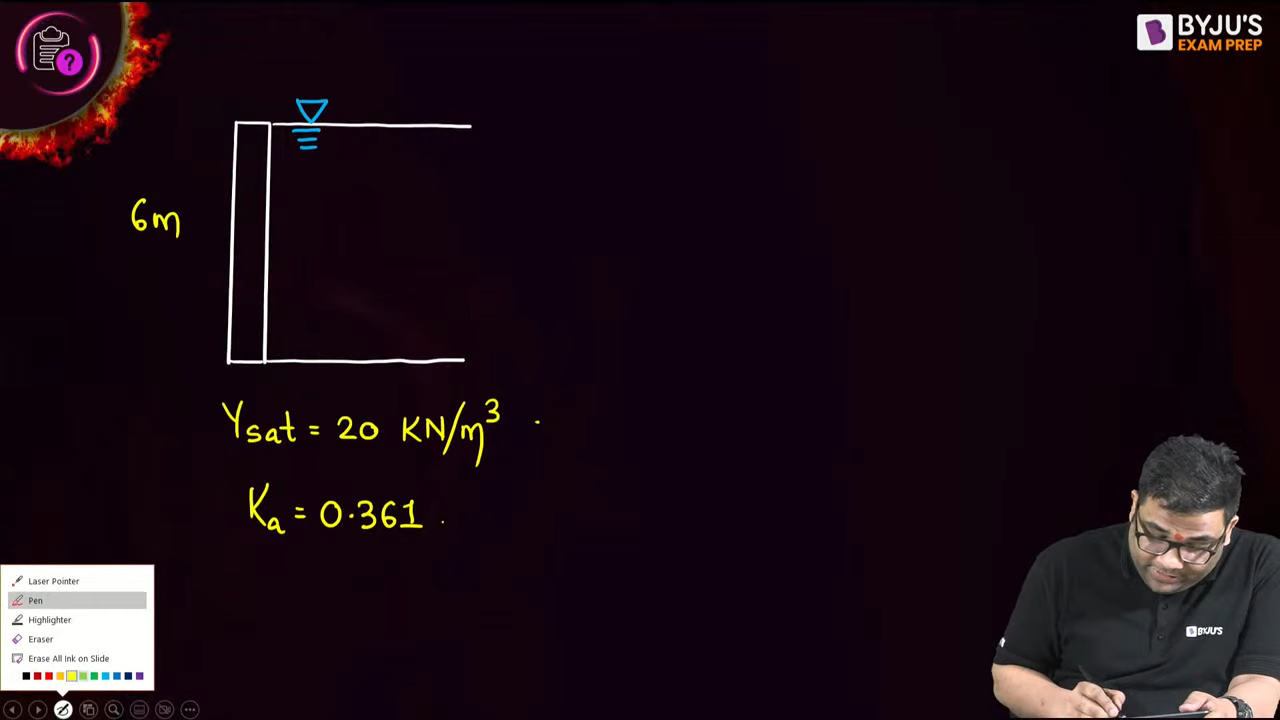 ?
BYJU'S
EXAM PREP
6m
γsat = 20 KN/m³
Ka = 0.361
Laser Pointer
Pen
Highlighter
Eraser
Erase All Ink on Slide
BYJU'S